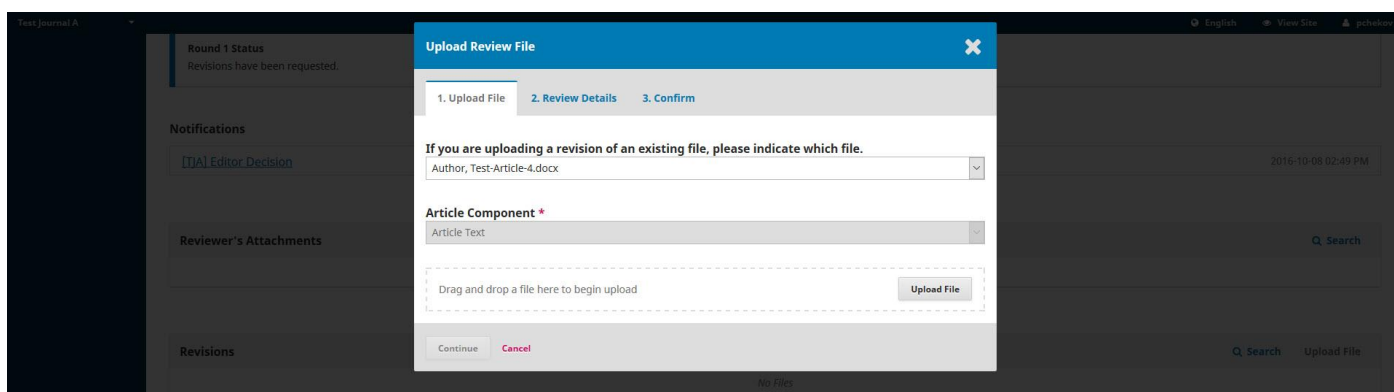 Test Journal A
English
View Site
pchekov
Round 1 Status
Revisions have been requested.
Notifications
[TJA] Editor Decision
2016-10-08 02:49 PM
Reviewer's Attachments
Search
Revisions
Search
Upload File
No Files
Upload Review File
1. Upload File
2. Review Details
3. Confirm
If you are uploading a revision of an existing file, please indicate which file.
Author, Test-Article-4.docx
Article Component *
Article Text
Drag and drop a file here to begin upload
Upload File
Continue
Cancel